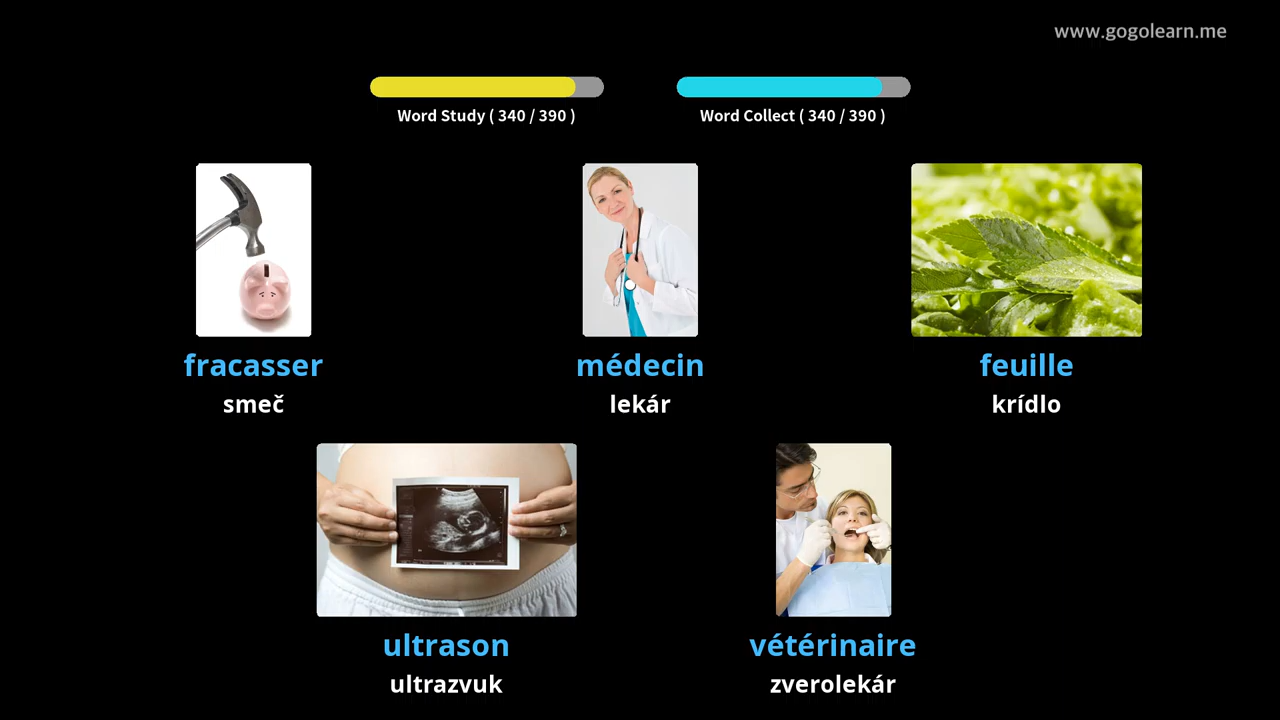 www.gogolearn.me
Word Study ( 340 / 390 )
Word Collect ( 340 / 390 )
fracasser
smeč
médecin
lekár
feuille
krídlo
ultrason
ultrazvuk
vétérinaire
zverolekár